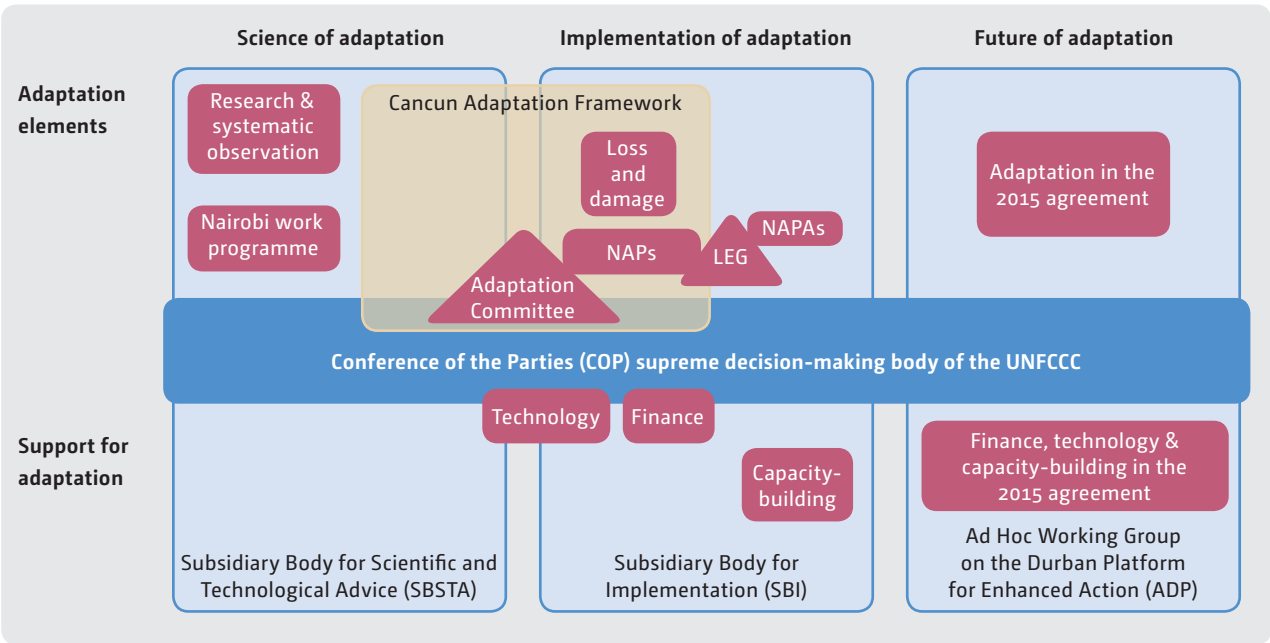 Science of adaptation
Implementation of adaptation
Future of adaptation
Adaptation
elements
Research &
systematic
observation
Nairobi work
programme
Cancun Adaptation Framework
Loss
and
damage
NAPs
LEG
NAPAs
Adaptation
Committee
Adaptation in the
2015 agreement
Conference of the Parties (COP) supreme decision-making body of the UNFCCC
Support for
adaptation
Technology
Finance
Capacity-
building
Finance, technology &
capacity-building in the
2015 agreement
Subsidiary Body for Scientific and
Technological Advice (SBSTA)
Subsidiary Body for
Implementation (SBI)
Ad Hoc Working Group
on the Durban Platform
for Enhanced Action (ADP)